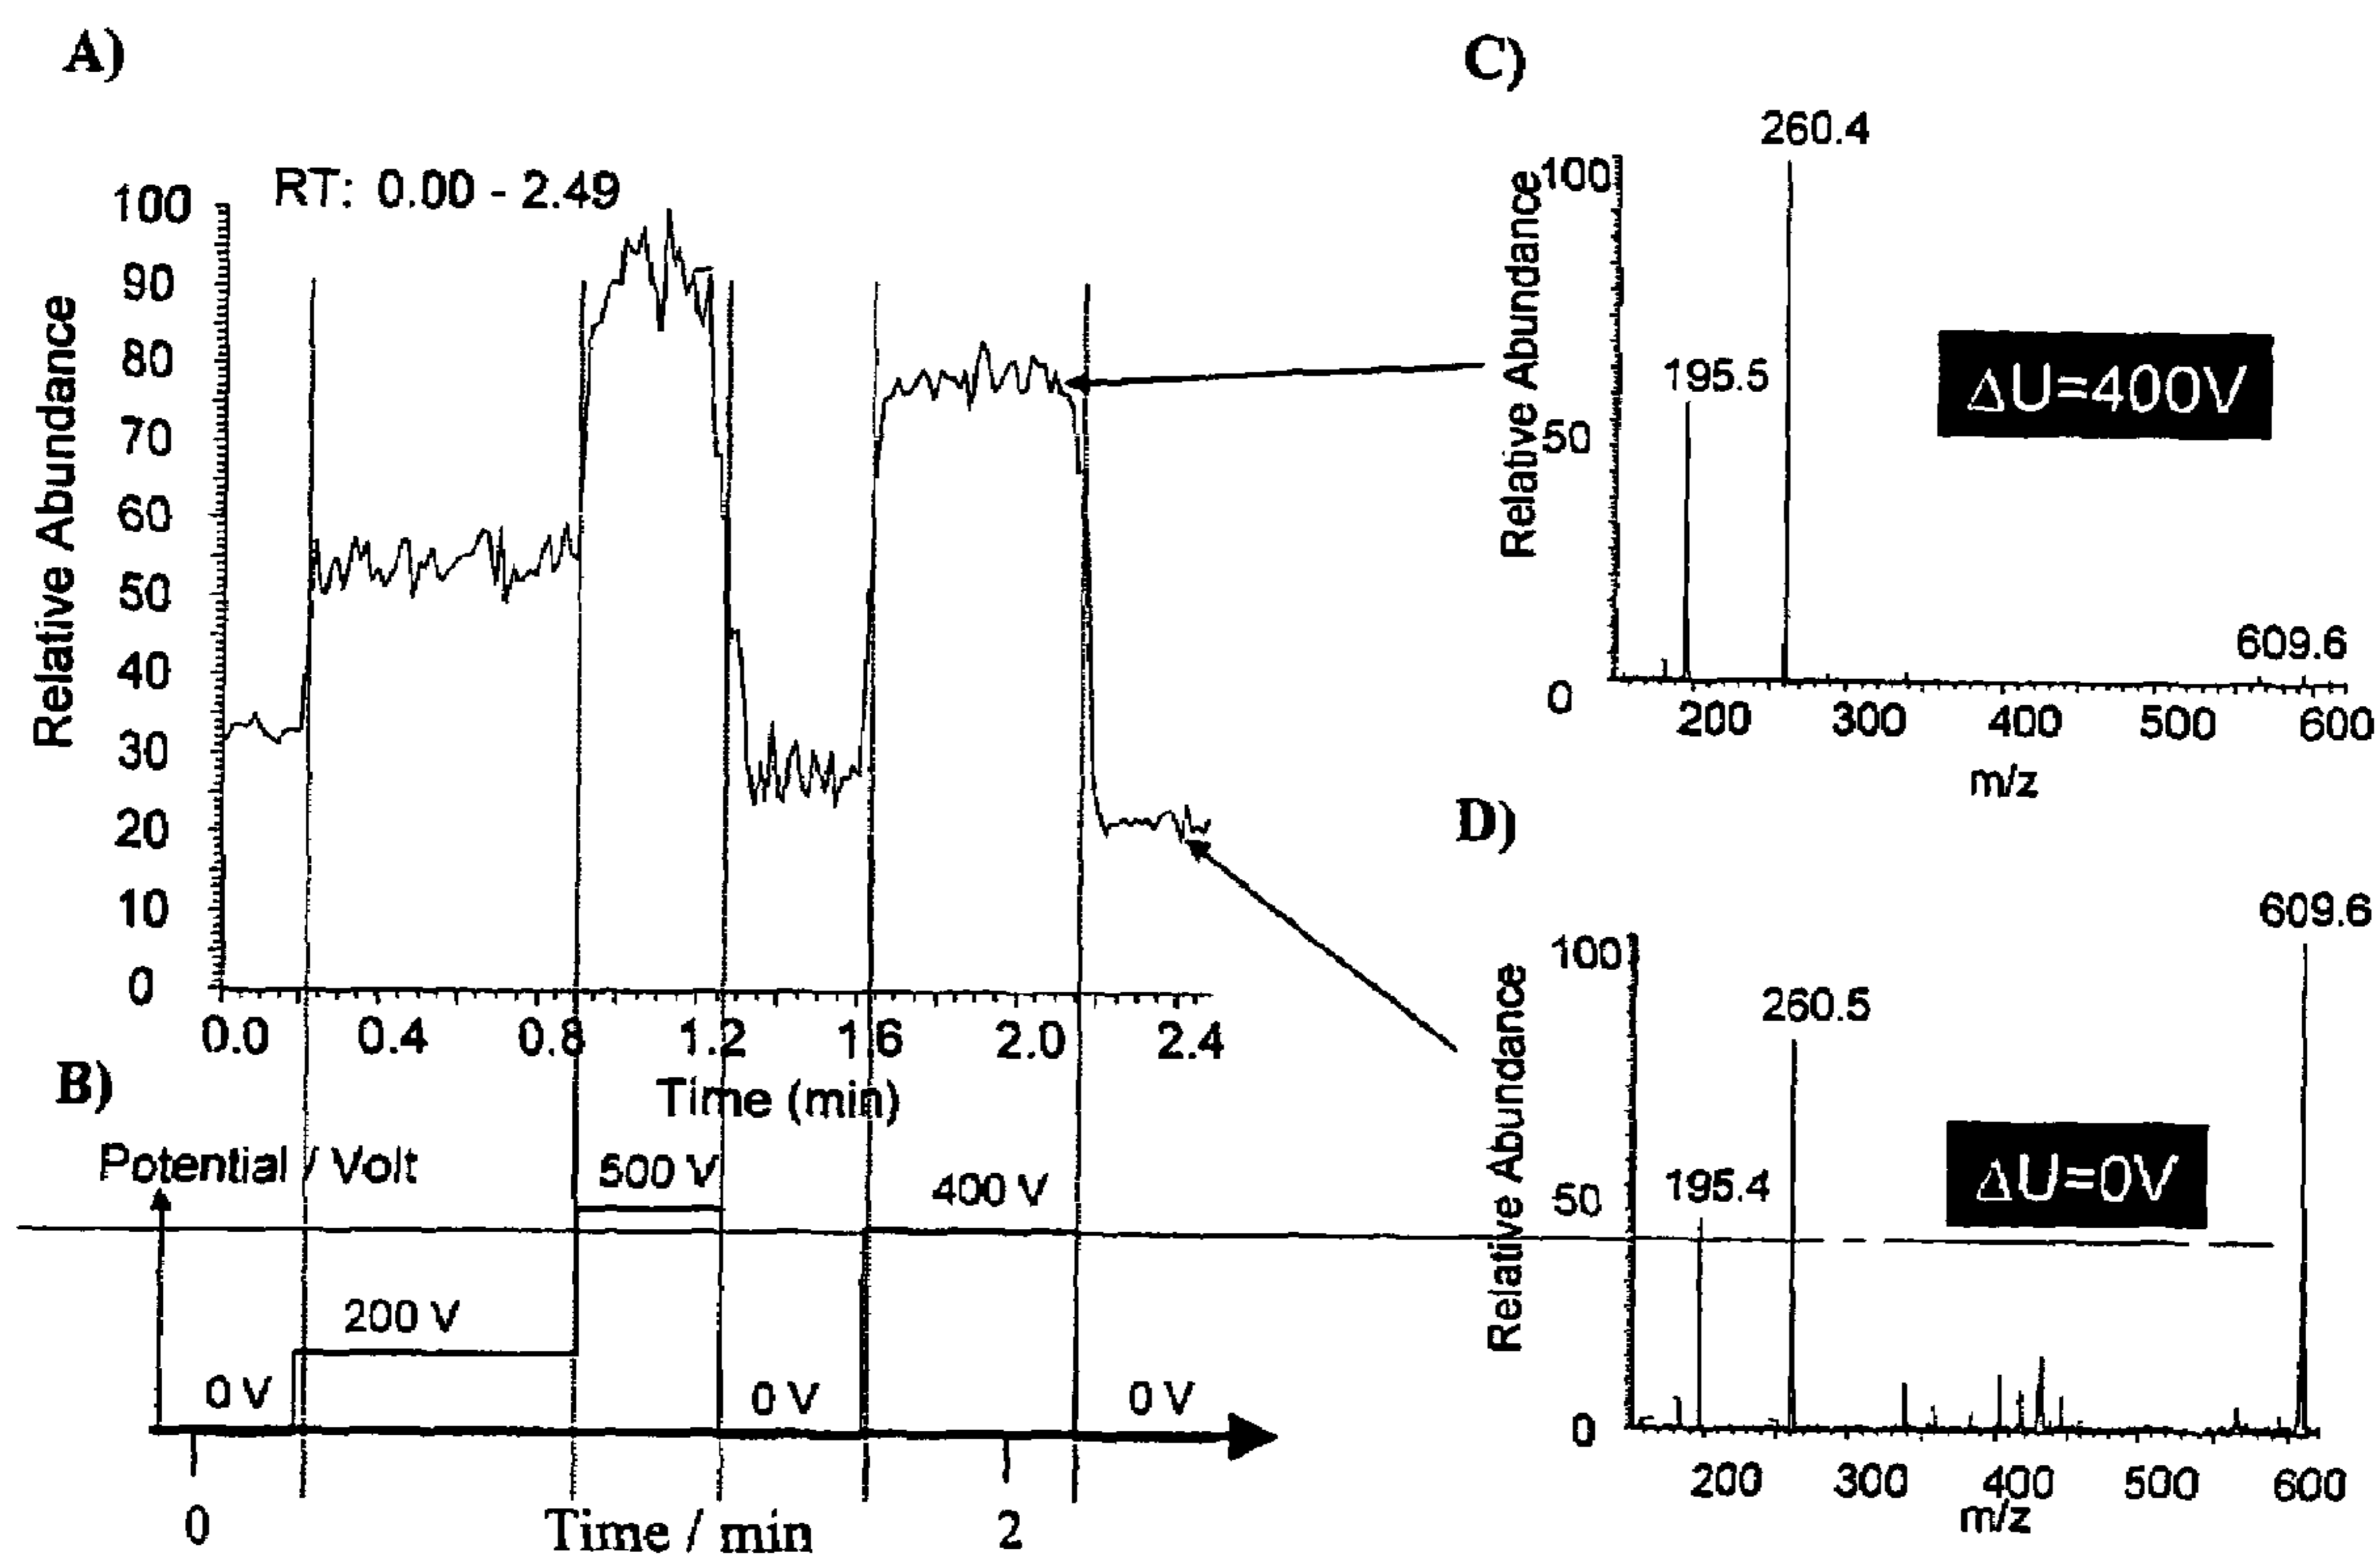 A)
RT: 0.00 - 2.49
Relative Abundance
100
90
80
70
60
50
40
30
20
10
0
0.0 0.4 0.8 1.2 1.6 2.0 2.4
Time (min)
B)
Potential / Volt
0 V
200 V
500 V
0 V
400 V
0 V
0 2
Time / min
C)
Relative Abundance
100
50
0
195.5
260.4
609.6
ΔU=400V
200 300 400 500 600
m/z
D)
Relative Abundance
100
50
0
195.4
260.5
609.6
ΔU=0V
200 300 400 500 600
m/z